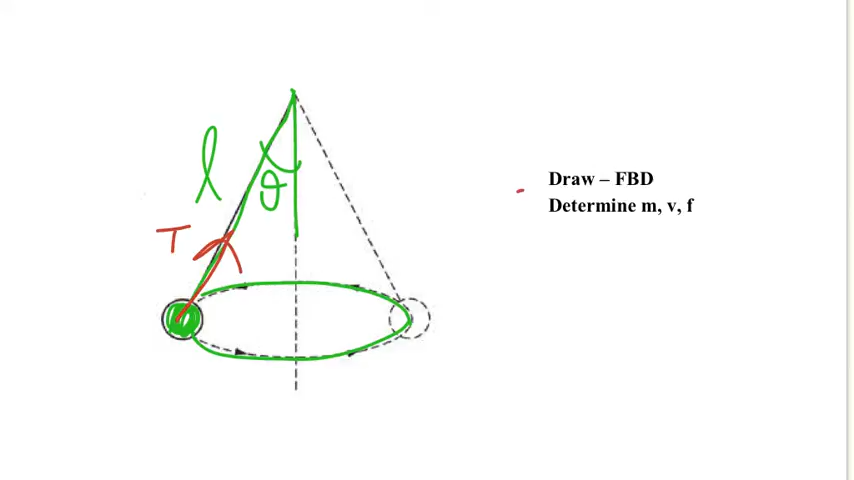 l
θ
T
Draw – FBD
Determine m, v, f